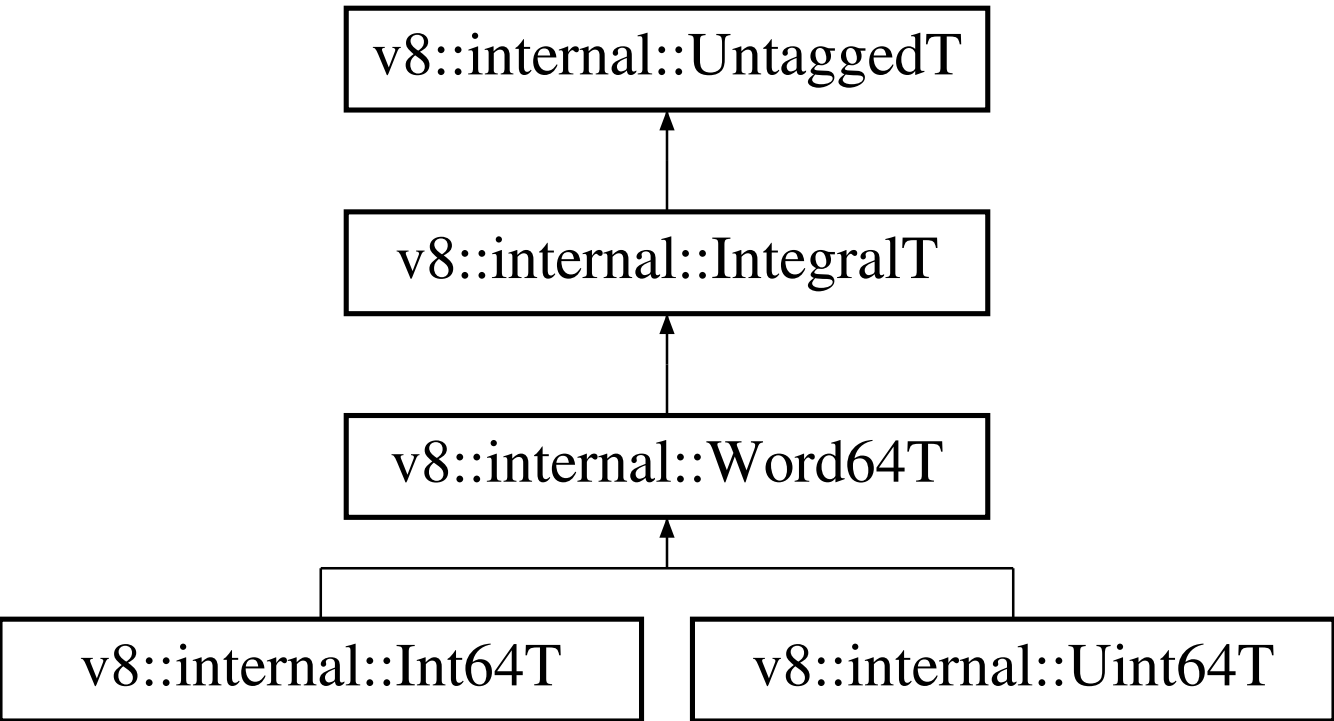 v8::internal::UntaggedT
v8::internal::IntegralT
v8::internal::Word64T
v8::internal::Int64T
v8::internal::Uint64T